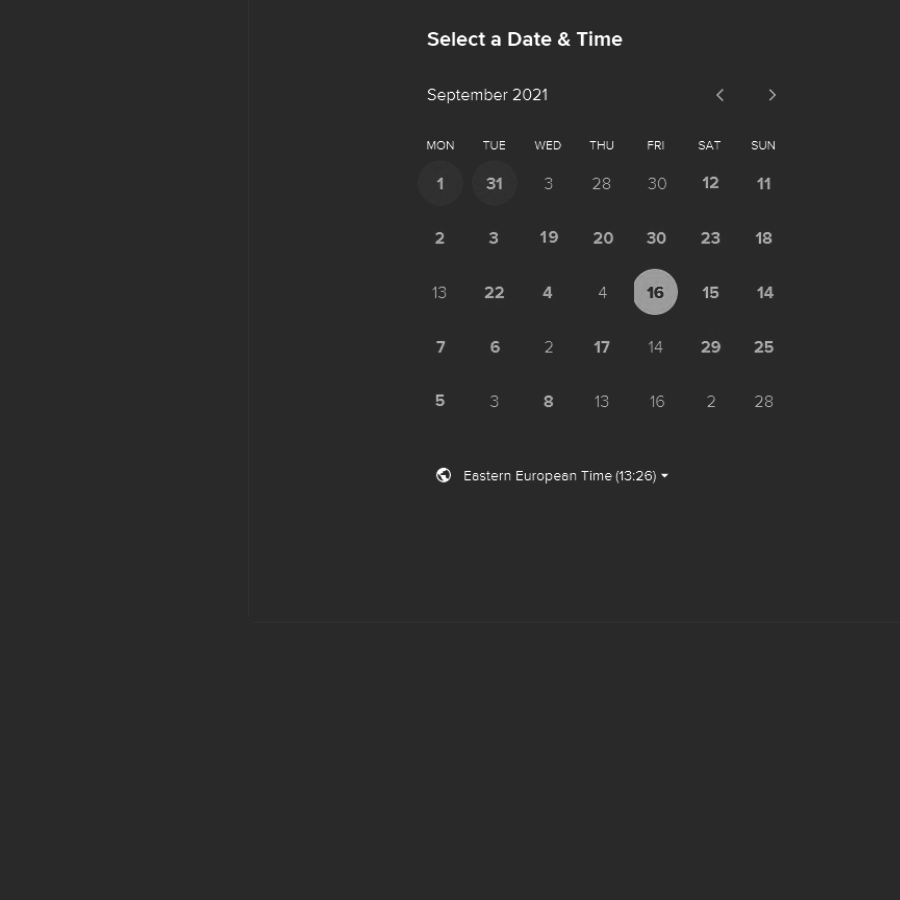 Select a Date & Time
September 2021
MON TUE WED THU FRI SAT SUN
1 31 3 28 30 12 11
2 3 19 20 30 23 18
13 22 4 4 16 15 14
7 6 2 17 14 29 25
5 3 8 13 16 2 28
Eastern European Time (13:26)